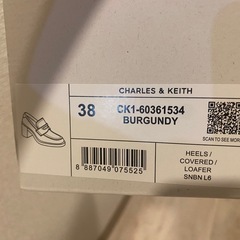 CHARLES & KEITH
38
CK1-60361534
BURGUNDY
SCAN TO SEE MORE
8 887049 075525
HEELS /
COVERED /
LOAFER
SNBN L6